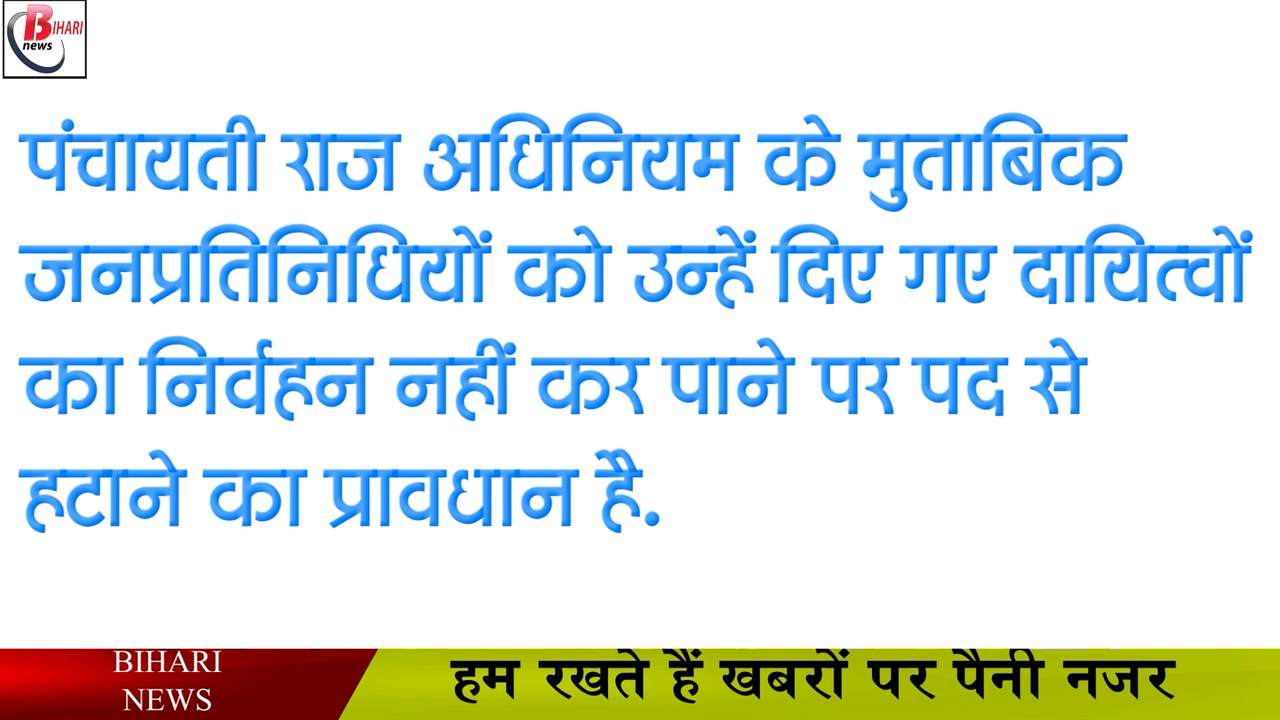 BIHARI
news
पंचायती राज अधिनियम के मुताबिक
जनप्रतिनिधियों को उन्हें दिए गए दायित्वों
का निर्वहन नहीं कर पाने पर पद से
हटाने का प्रावधान है.
BIHARI
NEWS
हम रखते हैं खबरों पर पैनी नजर